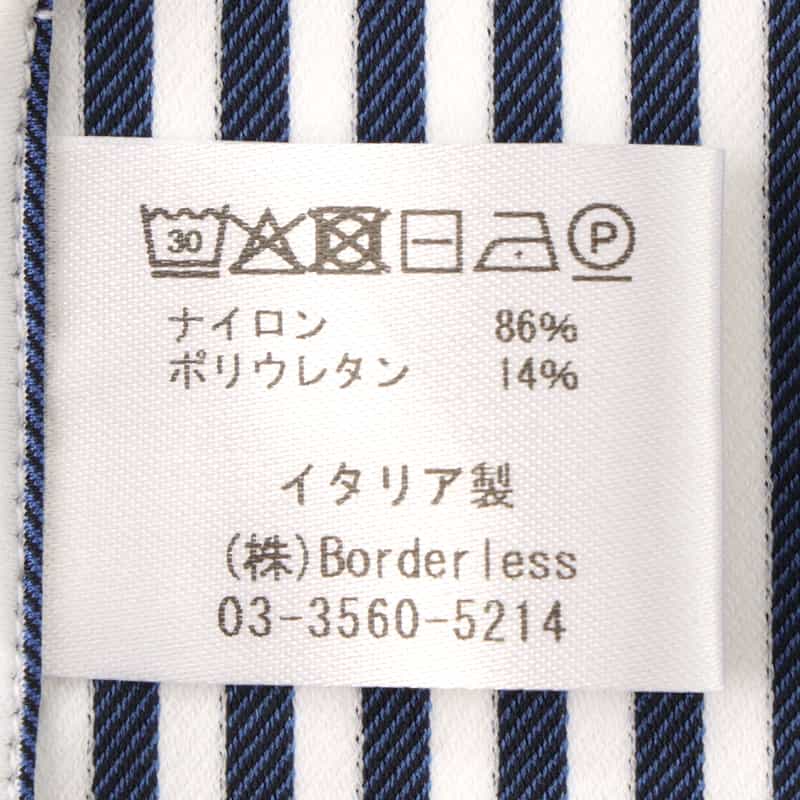 30 P
ナイロン 86%
ポリウレタン 14%
イタリア製
(株)Borderless
03-3560-5214